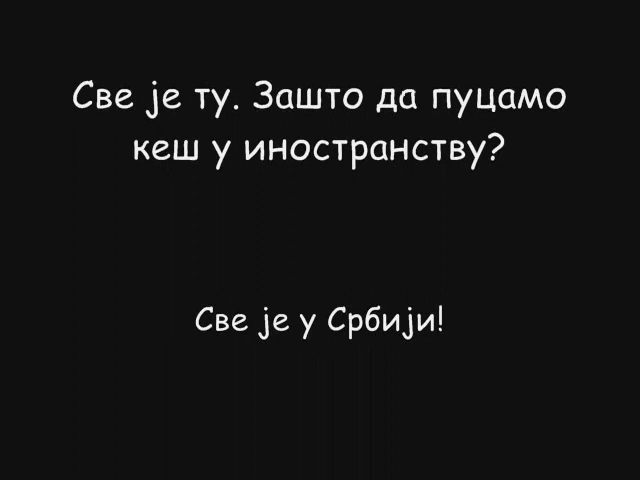 Све је ту. Зашто да пуцамо
кеш у иностранству?
Све је у Србији!